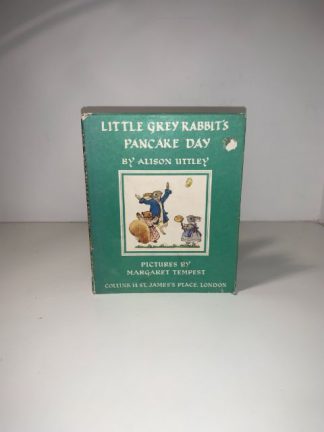 LITTLE GREY RABBIT'S
PANCAKE DAY
BY ALISON UTTLEY
PICTURES BY
MARGARET TEMPEST
COLLINS 14 ST. JAMES'S PLACE, LONDON